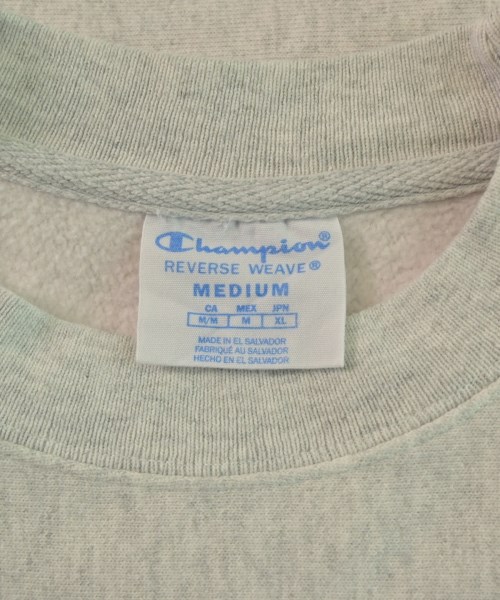 Champion®
REVERSE WEAVE®
MEDIUM
CA MEX JPN
M/M M XL
MADE IN EL SALVADOR
FABRIQUÉ AU SALVADOR
HECHO EN EL SALVADOR